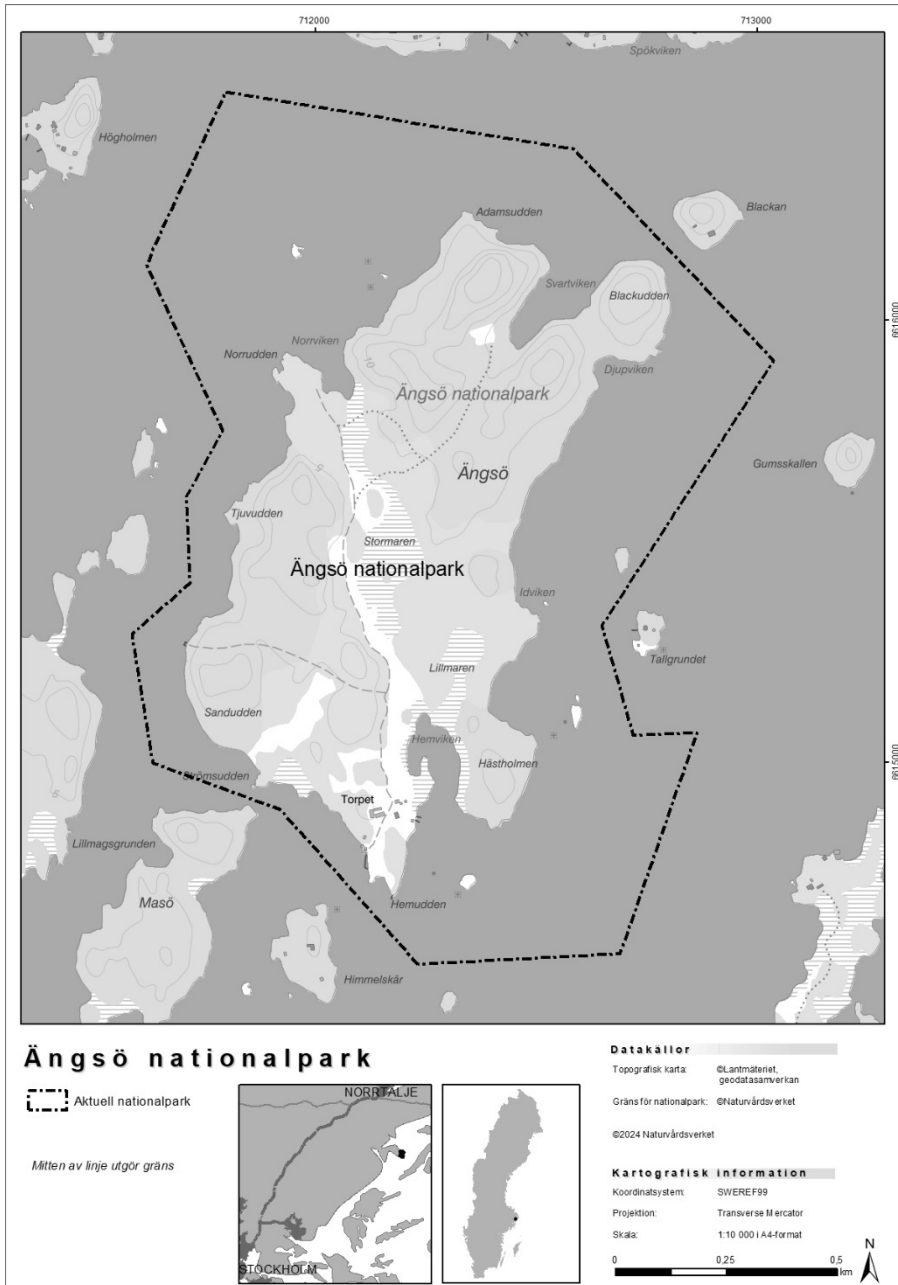 712000
713000
Spökviken
Högholmen
Adamsudden
Blackan
Svartviken
Blackudden
6616000
Norrviken
Norrudden
10
Djupviken
Ängsö nationalpark
Gumsskallen
5
Ängsö
Tjuvudden
Stormaren
Ängsö nationalpark
Idviken
Lillmaren
Tallgrundet
Sandudden
Hemviken
Hästholmen
6615000
Strömsudden
5
Torpet
Lillmagsgrunden
Masö
Hemudden
Himmelskär
Ängsö nationalpark
Aktuell nationalpark
Mitten av linje utgör gräns
NORRTÄLJE
STOCKHOLM
Datakällor
Topografisk karta: ©Lantmäteriet,
geodatasamverkan
Gräns för nationalpark: ©Naturvårdsverket
©2024 Naturvårdsverket
Kartografisk information
Koordinatsystem: SWEREF99
Projektion: Transverse Mercator
Skala: 1:10 000 i A4-format
N
0 0,25 0,5
km